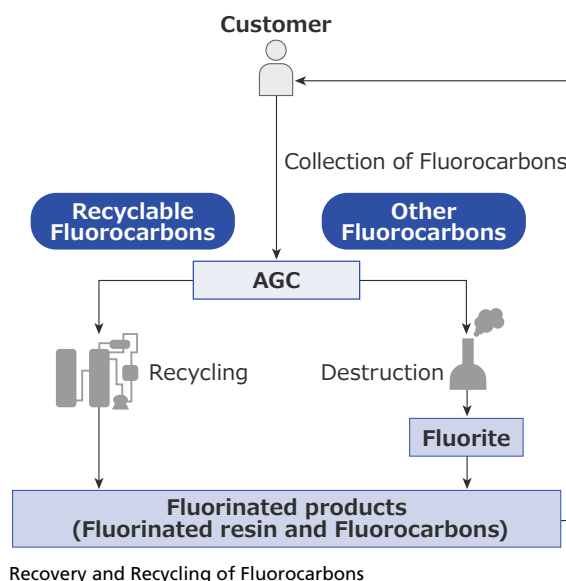 Customer
Collection of Fluorocarbons
Recyclable
Fluorocarbons
Other
Fluorocarbons
AGC
Recycling
Destruction
Fluorite
Fluorinated products
(Fluorinated resin and Fluorocarbons)
Recovery and Recycling of Fluorocarbons